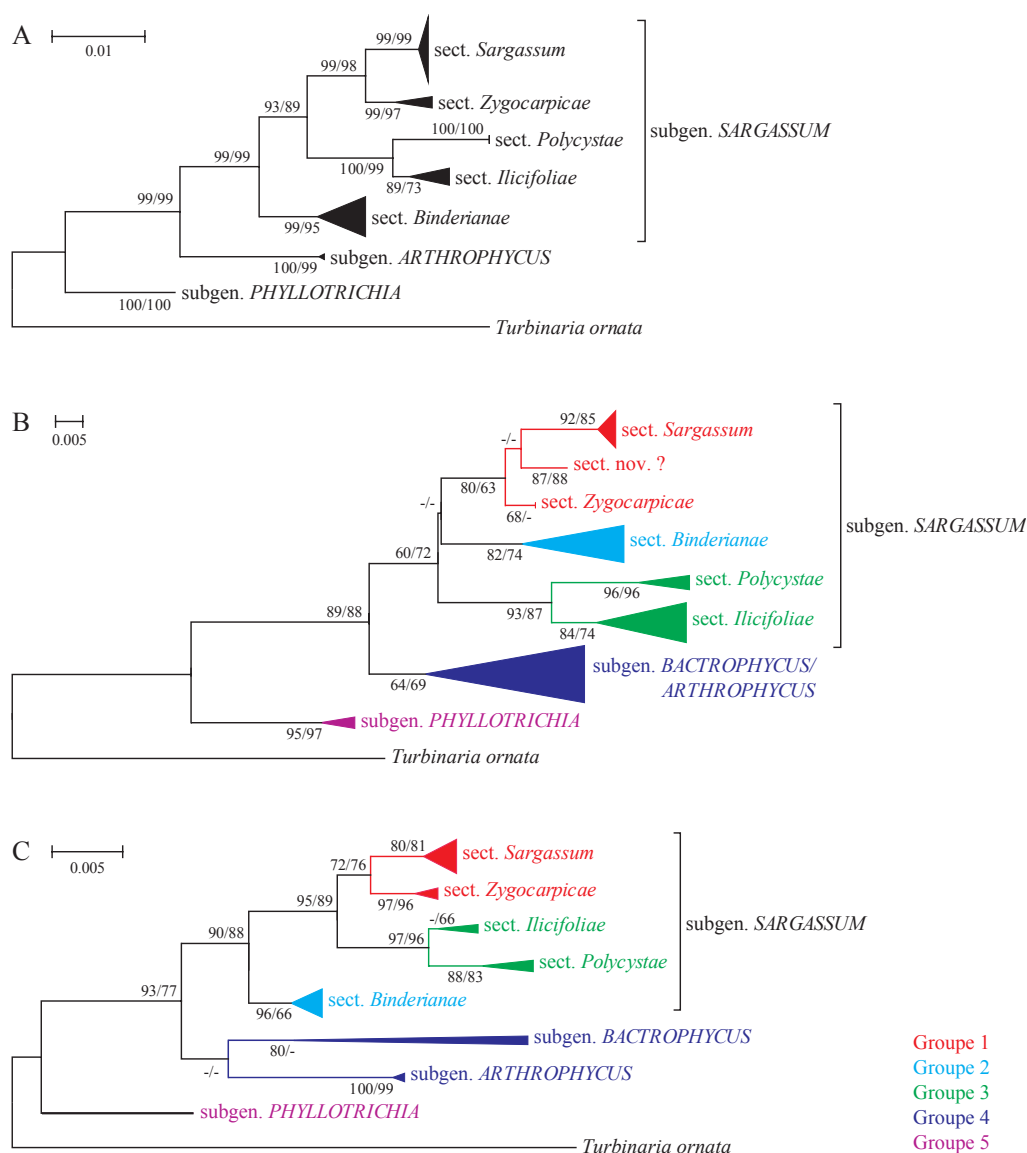 A
0.01
99/99
sect. Sargassum
99/98
99/97
sect. Zygocarpicae
93/89
100/100
sect. Polycystae
subgen. SARGASSUM
99/99
100/99
89/73
sect. Ilicifoliae
99/99
99/95
sect. Binderianae
100/99
subgen. ARTHROPHYCUS
100/100
subgen. PHYLLOTRICHIA
Turbinaria ornata
B
0.005
92/85
sect. Sargassum
-/-
sect. nov. ?
87/88
80/63
sect. Zygocarpicae
68/-
-/-
subgen. SARGASSUM
sect. Binderianae
82/74
60/72
sect. Polycystae
96/96
93/87
sect. Ilicifoliae
84/74
89/88
subgen. BACTROPHYCUS/
ARTHROPHYCUS
64/69
subgen. PHYLLOTRICHIA
95/97
Turbinaria ornata
C
0.005
80/81
sect. Sargassum
72/76
sect. Zygocarpicae
97/96
95/89
-/66
sect. Ilicifoliae
subgen. SARGASSUM
97/96
sect. Polycystae
88/83
90/88
sect. Binderianae
96/66
93/77
subgen. BACTROPHYCUS
80/-
-/-
subgen. ARTHROPHYCUS
100/99
subgen. PHYLLOTRICHIA
Turbinaria ornata
Groupe 1
Groupe 2
Groupe 3
Groupe 4
Groupe 5